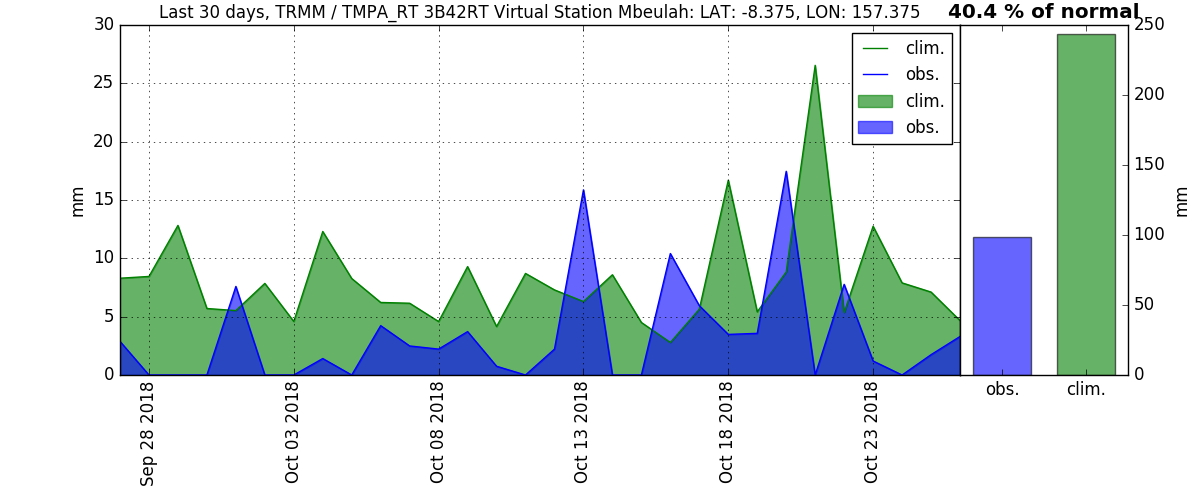 Last 30 days, TRMM / TMPA_RT 3B42RT Virtual Station Mbeulah: LAT: -8.375, LON: 157.375
40.4 % of normal
30
25
20
15
10
5
0
mm
clim.
obs.
clim.
obs.
Sep 28 2018
Oct 03 2018
Oct 08 2018
Oct 13 2018
Oct 18 2018
Oct 23 2018
250
200
150
100
50
0
mm
obs.
clim.